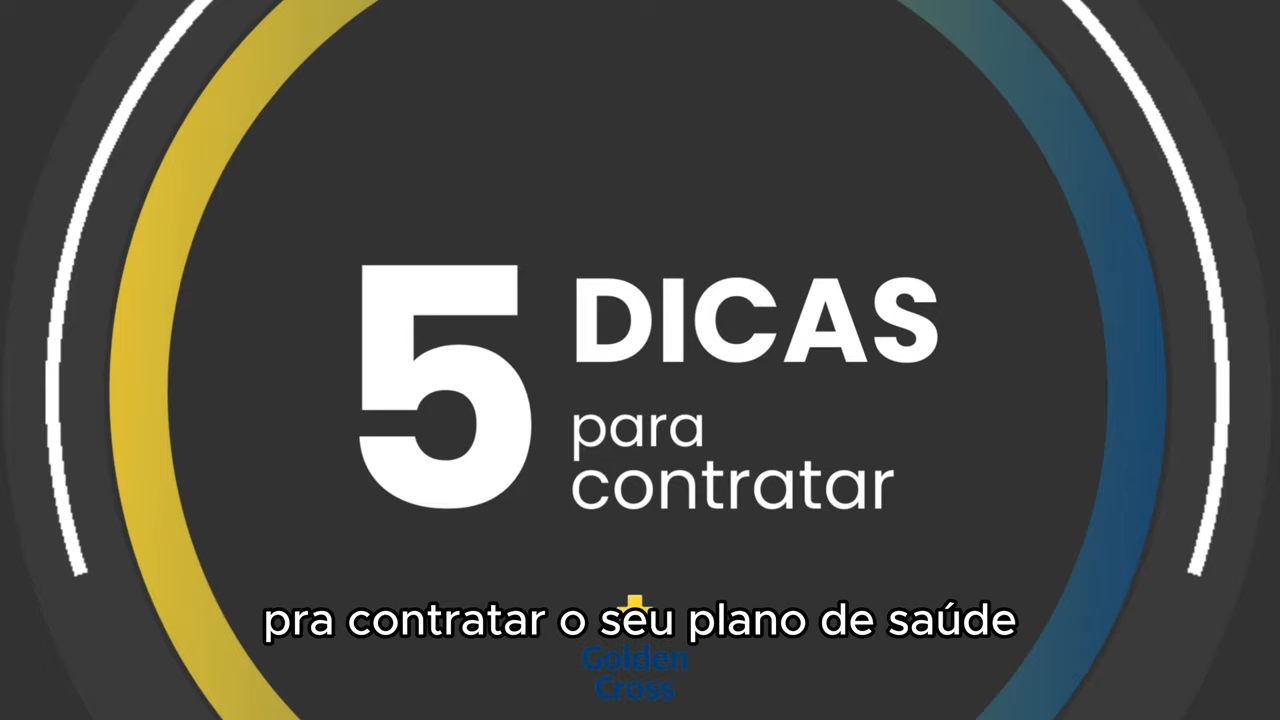 5 DICAS
para
contratar
pra contratar o seu plano de saúde
Golden
Cross